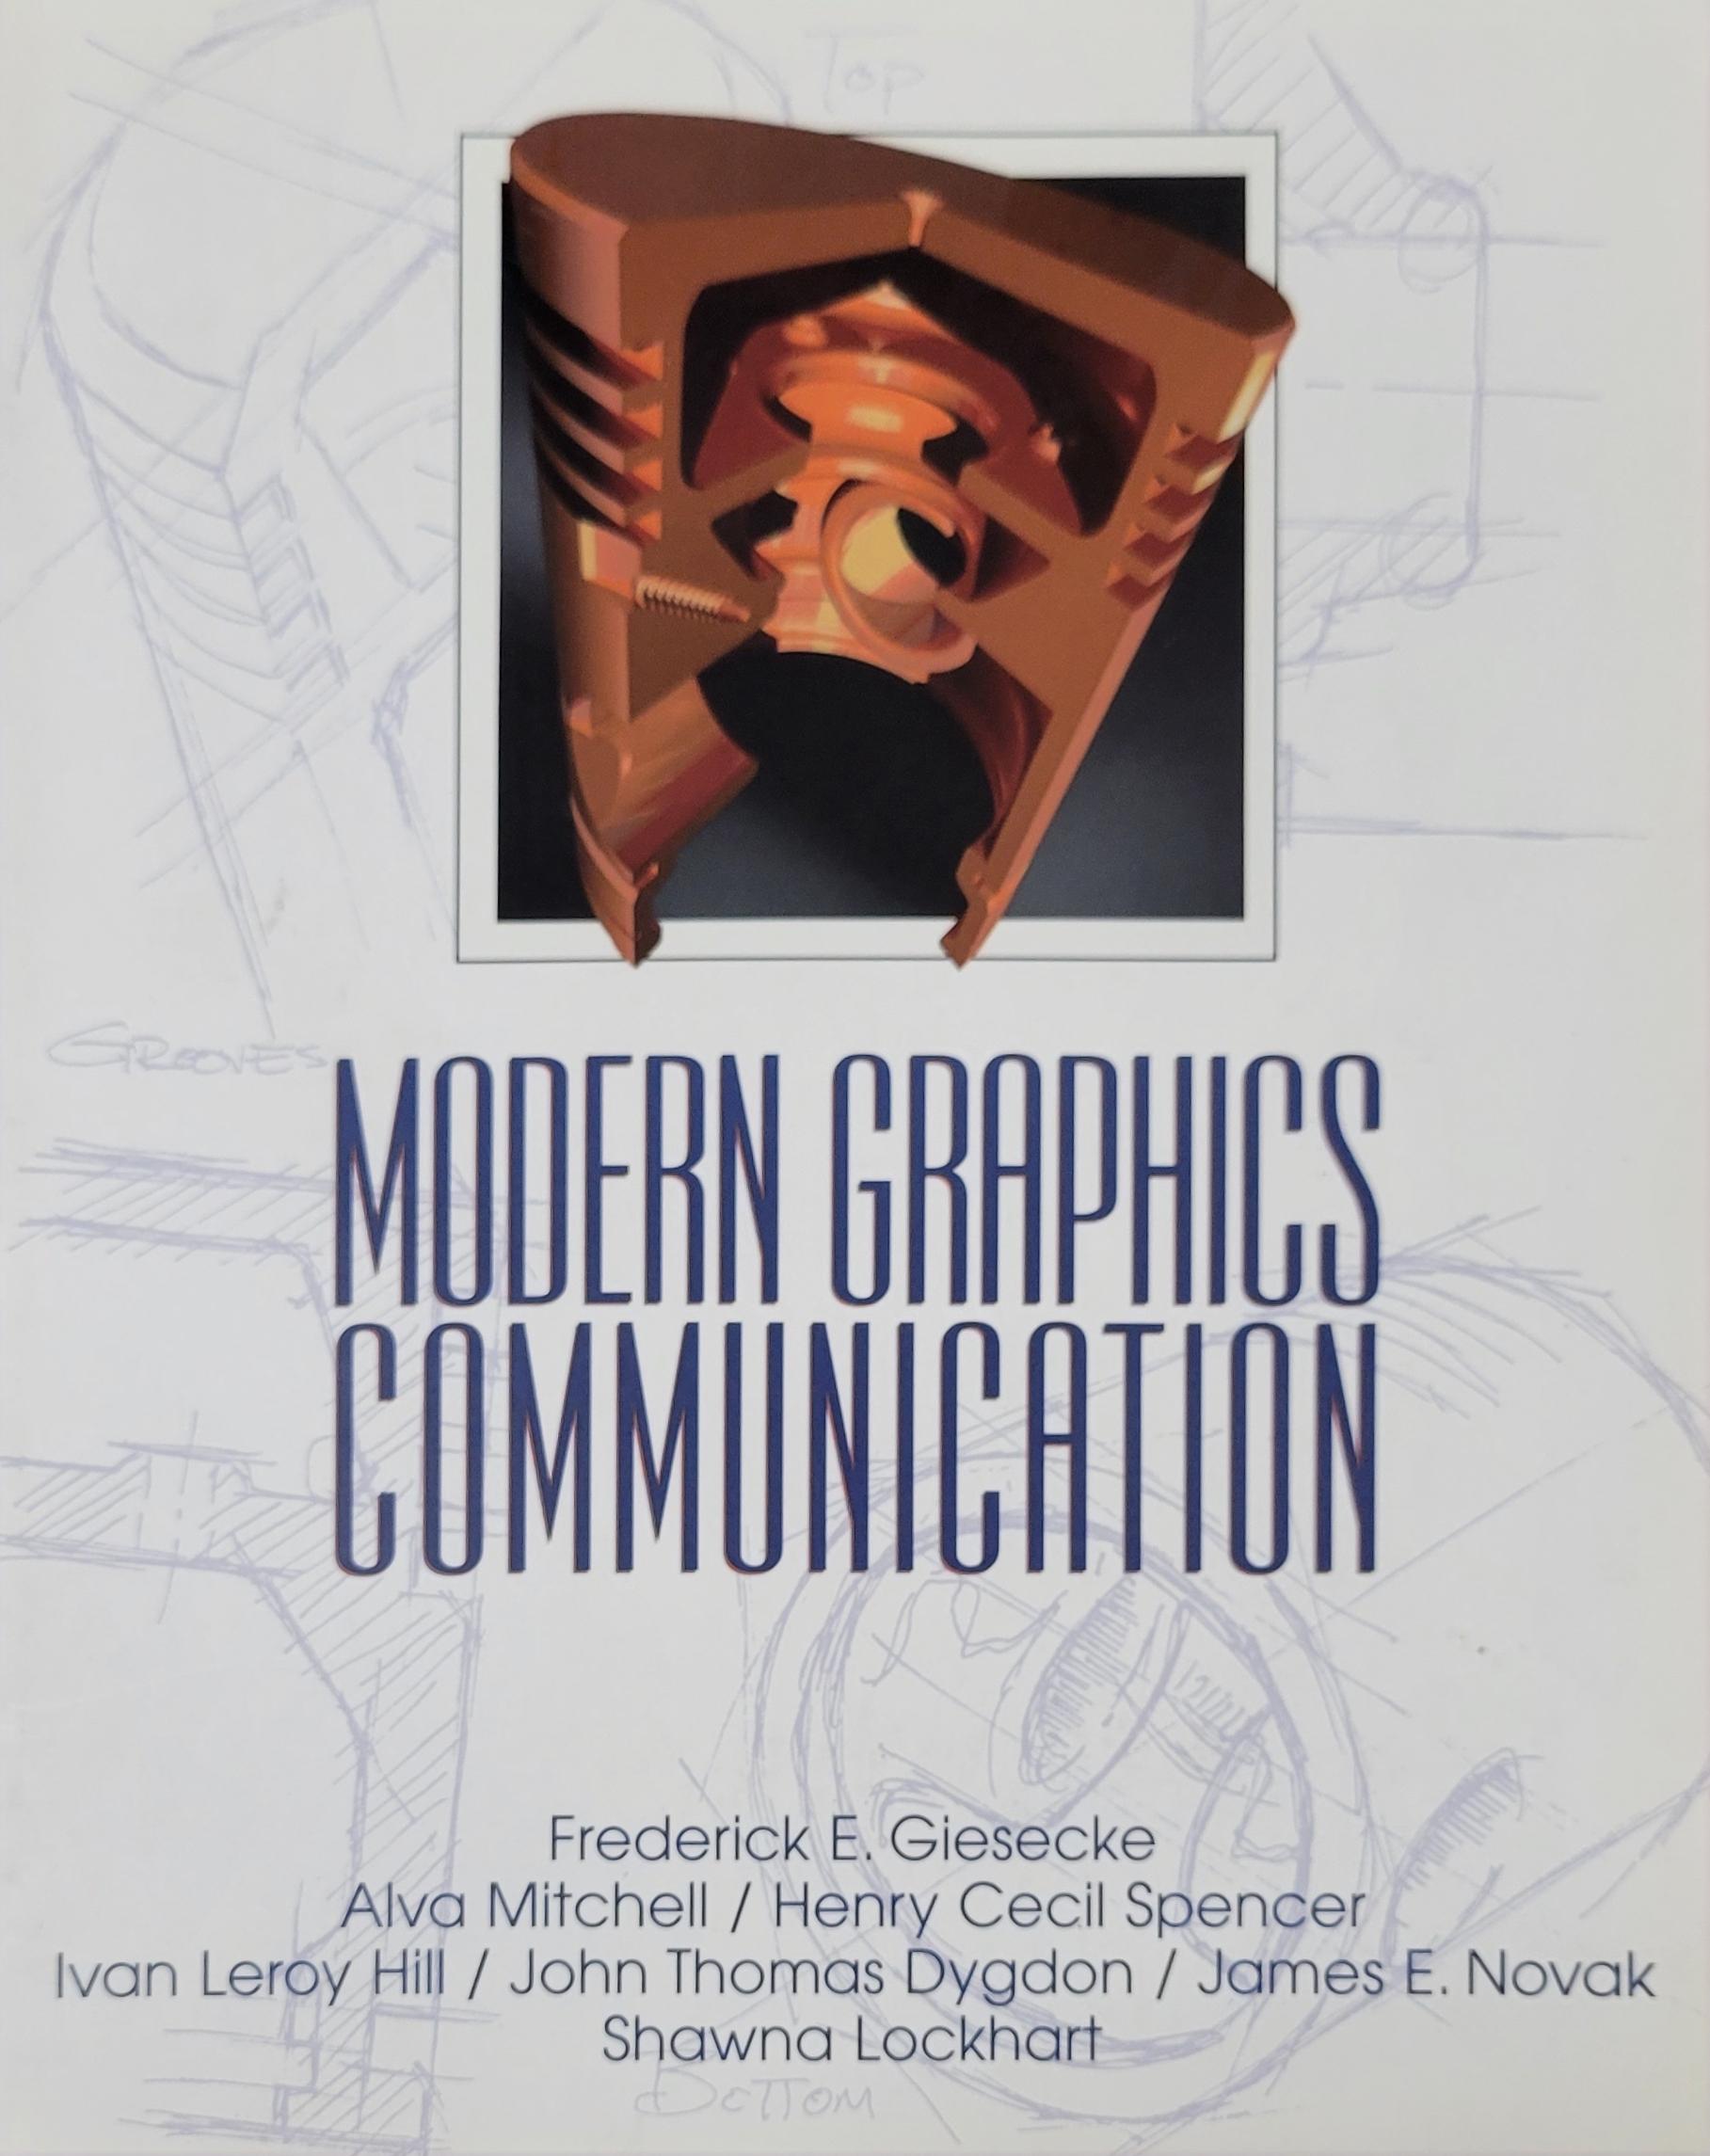 Top
GROOVES
MODERN GRAPHICS
COMMUNICATION
Frederick E. Giesecke
Alva Mitchell / Henry Cecil Spencer
Ivan Leroy Hill / John Thomas Dygdon / James E. Novak
Shawna Lockhart
BOTTOM